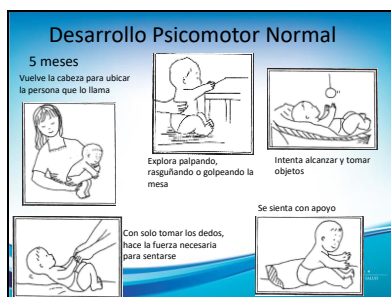 Desarrollo Psicomotor Normal
5 meses
Vuelve la cabeza para ubicar
la persona que lo llama
Explora palpando,
rasguñando o golpeando la
mesa
Intenta alcanzar y tomar
objetos
Con solo tomar los dedos,
hace la fuerza necesaria
para sentarse
Se sienta con apoyo